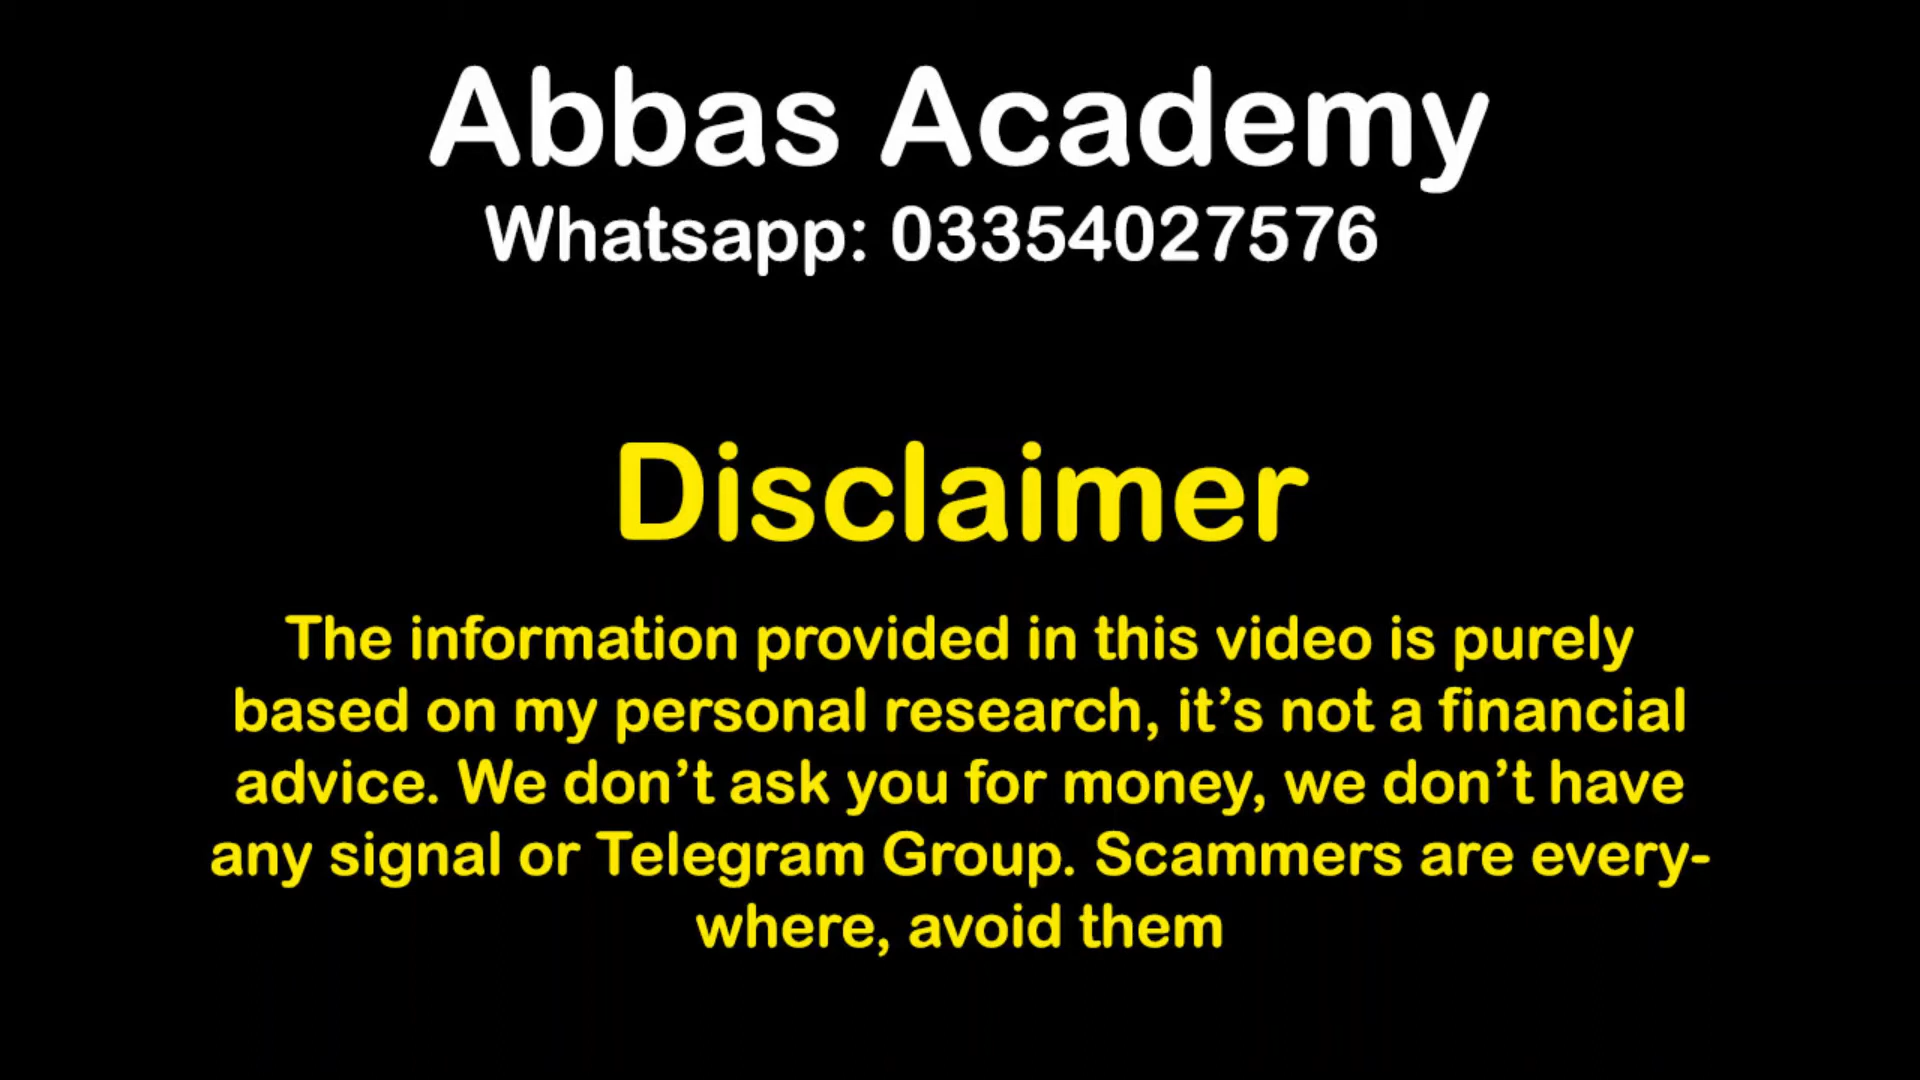 Abbas Academy
Whatsapp: 03354027576
Disclaimer
The information provided in this video is purely
based on my personal research, it’s not a financial
advice. We don’t ask you for money, we don’t have
any signal or Telegram Group. Scammers are every-
where, avoid them